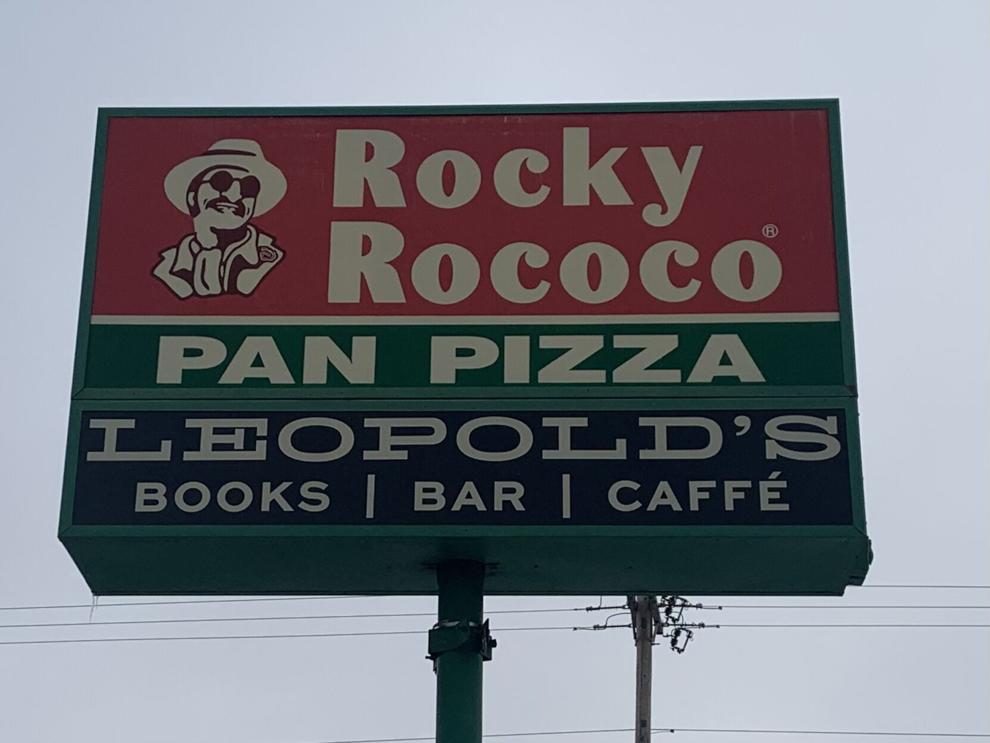 Rocky
Rococo®
PAN PIZZA
LEOPOLD'S
BOOKS | BAR | CAFFÉ